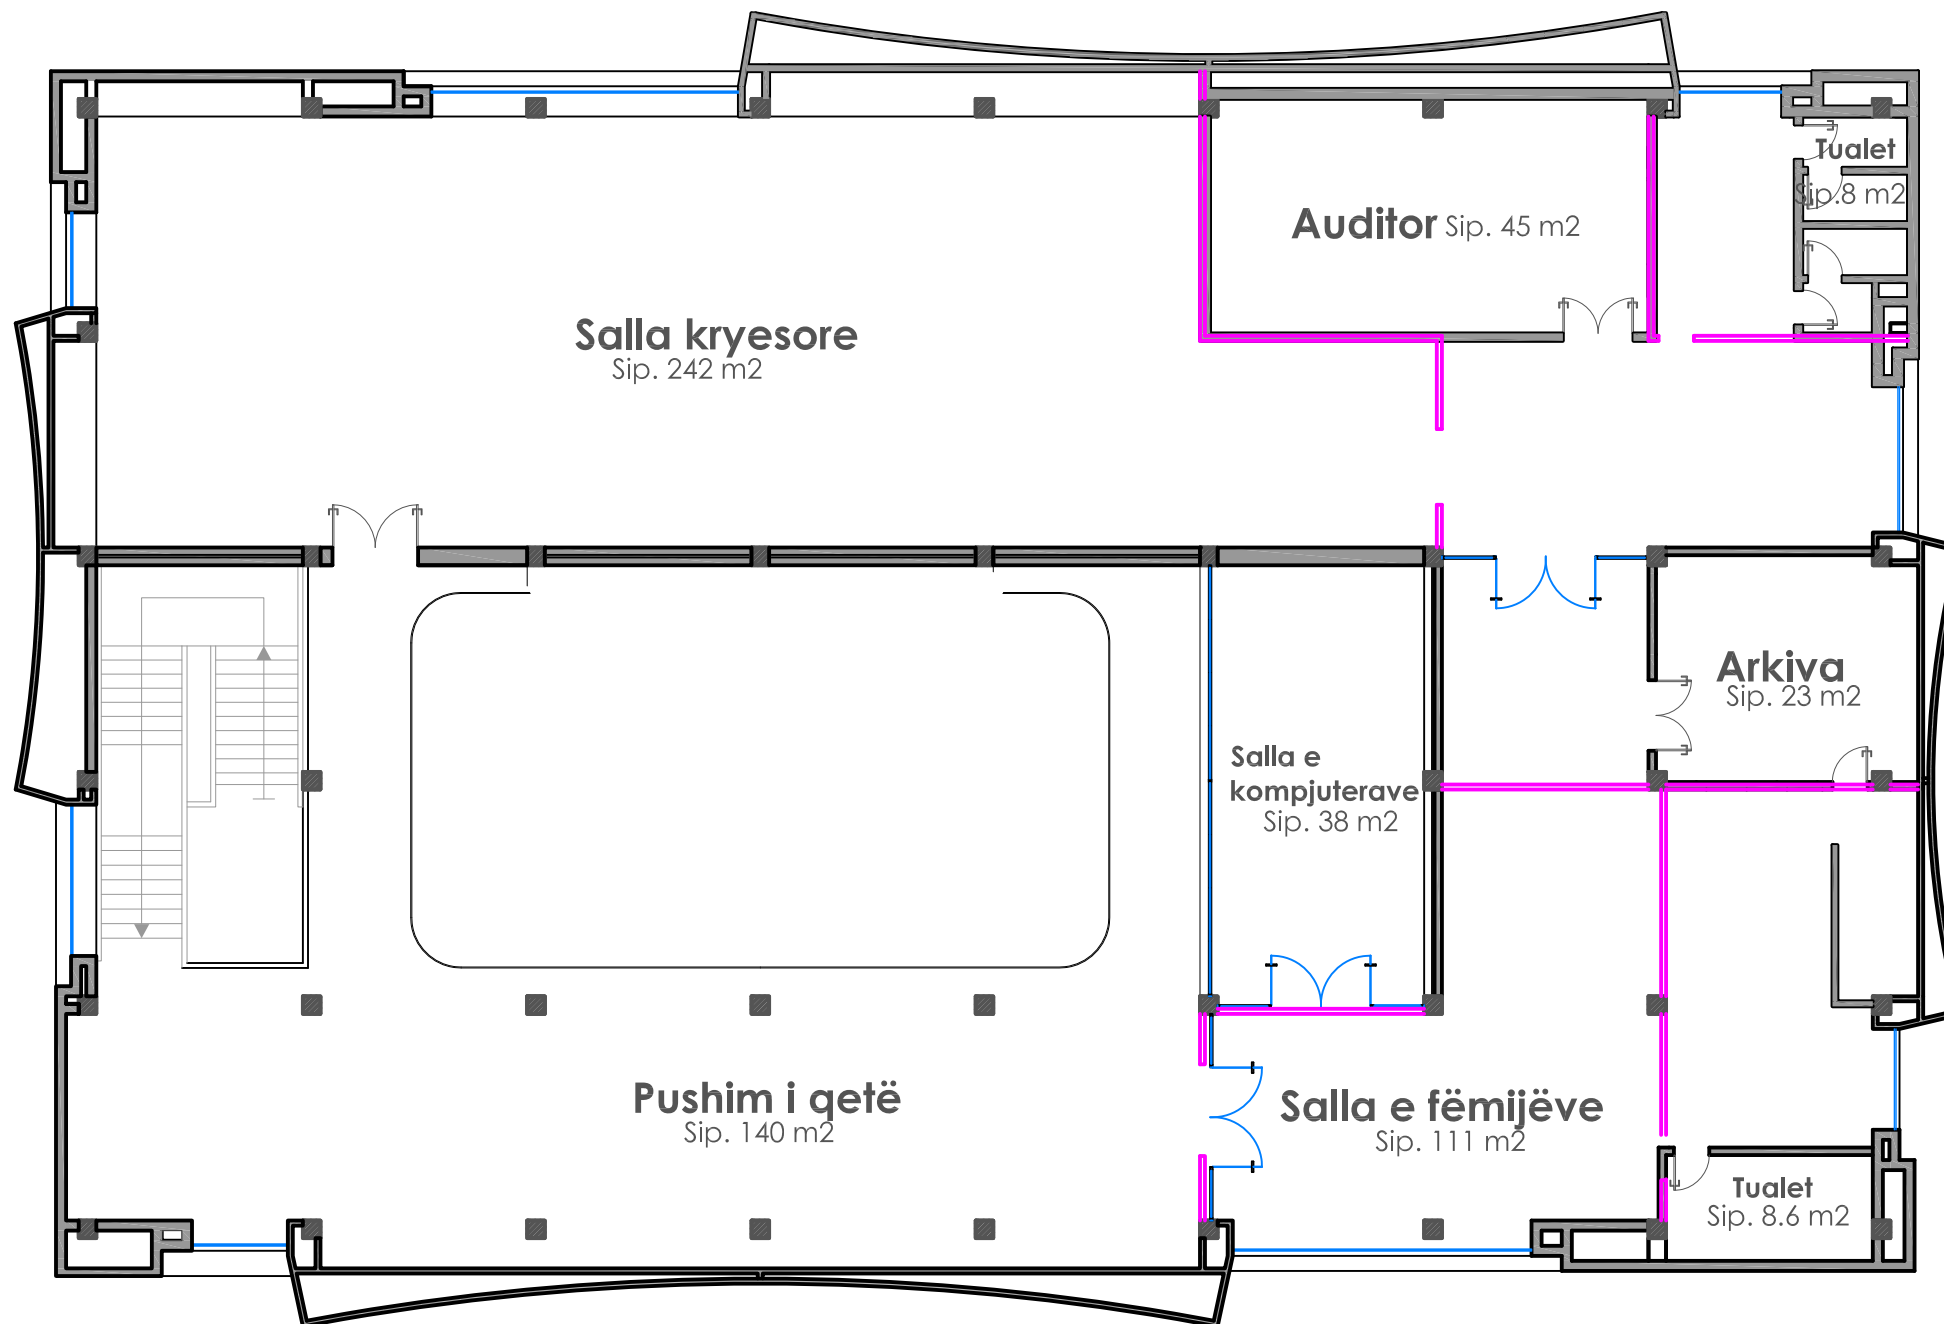 Tualet
Sip.8 m2
Auditor Sip. 45 m2
Salla kryesore
Sip. 242 m2
Arkiva
Sip. 23 m2
Salla e
kompjuterave
Sip. 38 m2
Pushim i qetë
Sip. 140 m2
Salla e fëmijëve
Sip. 111 m2
Tualet
Sip. 8.6 m2